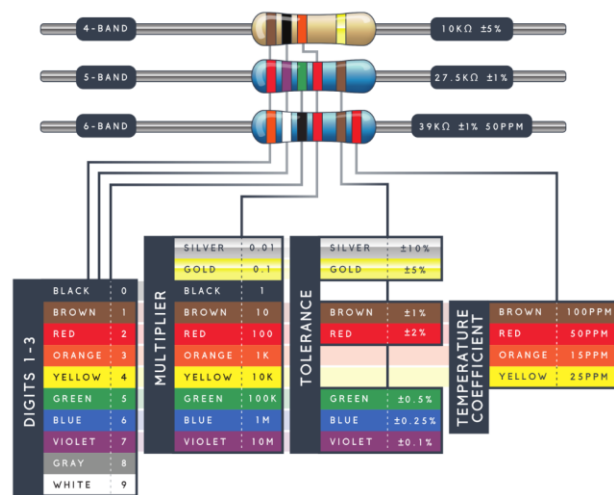 4-BAND 10KΩ ±5%
5-BAND 27.5KΩ ±1%
6-BAND 39KΩ ±1% 50PPM
DIGITS 1-3
BLACK 0
BROWN 1
RED 2
ORANGE 3
YELLOW 4
GREEN 5
BLUE 6
VIOLET 7
GRAY 8
WHITE 9
MULTIPLIER
SILVER 0.01
GOLD 0.1
BLACK 1
BROWN 10
RED 100
ORANGE 1K
YELLOW 10K
GREEN 100K
BLUE 1M
VIOLET 10M
TOLERANCE
SILVER ±10%
GOLD ±5%
BROWN ±1%
RED ±2%
GREEN ±0.5%
BLUE ±0.25%
VIOLET ±0.1%
TEMPERATURE
COEFFICIENT
BROWN 100PPM
RED 50PPM
ORANGE 15PPM
YELLOW 25PPM